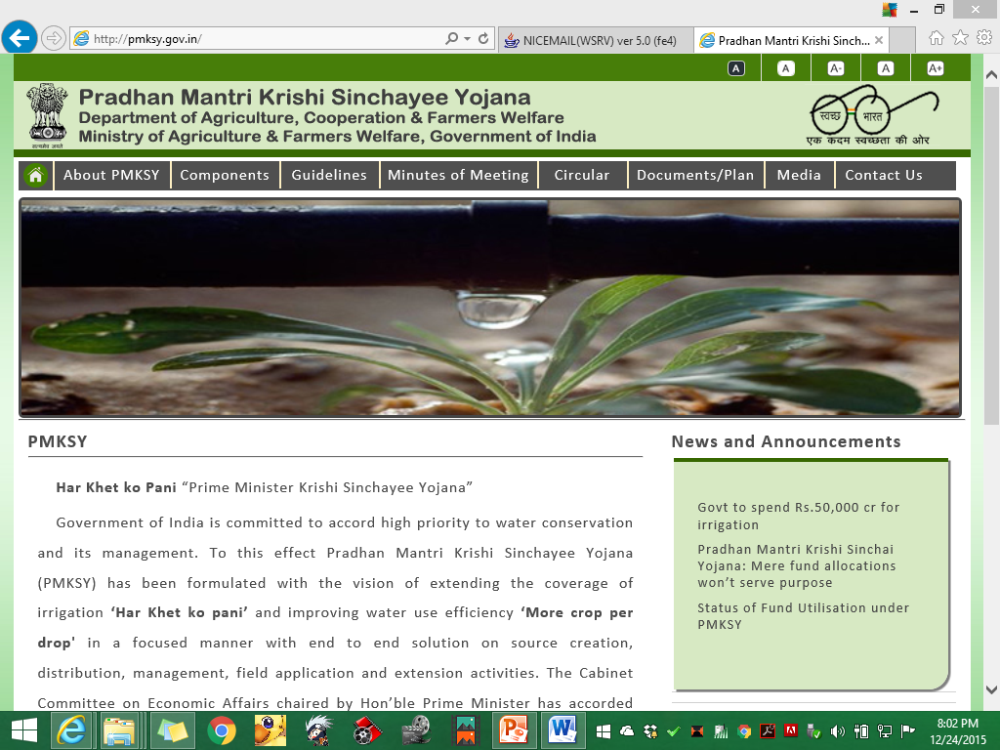 http://pmksy.gov.in/
NICEMAIL(WSRV) ver 5.0 (fe4)
Pradhan Mantri Krishi Sinch...
A A A- A A+
Pradhan Mantri Krishi Sinchayee Yojana
Department of Agriculture, Cooperation & Farmers Welfare
Ministry of Agriculture & Farmers Welfare, Government of India
सत्यमेव जयते
स्वच्छ भारत
एक कदम स्वच्छता की ओर
About PMKSY Components Guidelines Minutes of Meeting Circular Documents/Plan Media Contact Us
PMKSY
Har Khet ko Pani “Prime Minister Krishi Sinchayee Yojana”
Government of India is committed to accord high priority to water conservation
and its management. To this effect Pradhan Mantri Krishi Sinchayee Yojana
(PMKSY) has been formulated with the vision of extending the coverage of
irrigation ‘Har Khet ko pani’ and improving water use efficiency ‘More crop per
drop' in a focused manner with end to end solution on source creation,
distribution, management, field application and extension activities. The Cabinet
Committee on Economic Affairs chaired by Hon’ble Prime Minister has accorded
News and Announcements
Govt to spend Rs.50,000 cr for
irrigation
Pradhan Mantri Krishi Sinchai
Yojana: Mere fund allocations
won’t serve purpose
Status of Fund Utilisation under
PMKSY
8:02 PM
12/24/2015